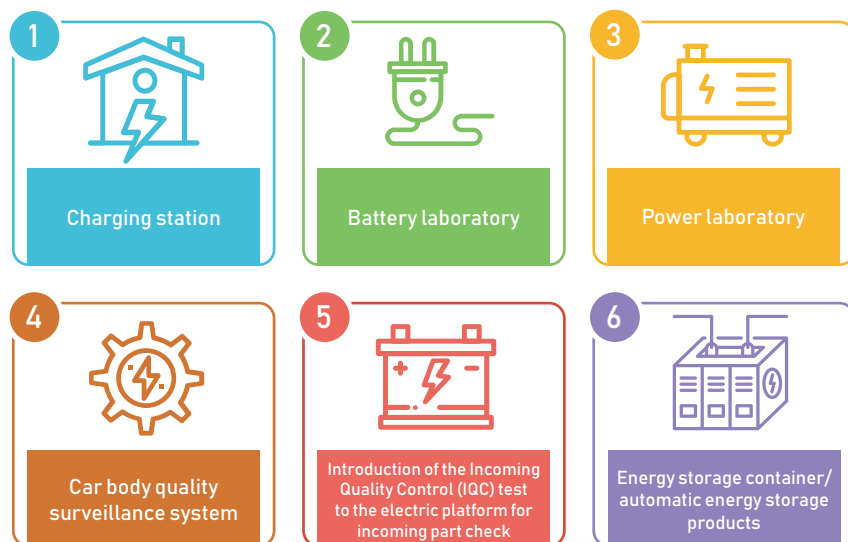 1
Charging station
2
Battery laboratory
3
Power laboratory
4
Car body quality
surveillance system
5
Introduction of the Incoming
Quality Control (IQC) test
to the electric platform for
incoming part check
6
Energy storage container/
automatic energy storage
products